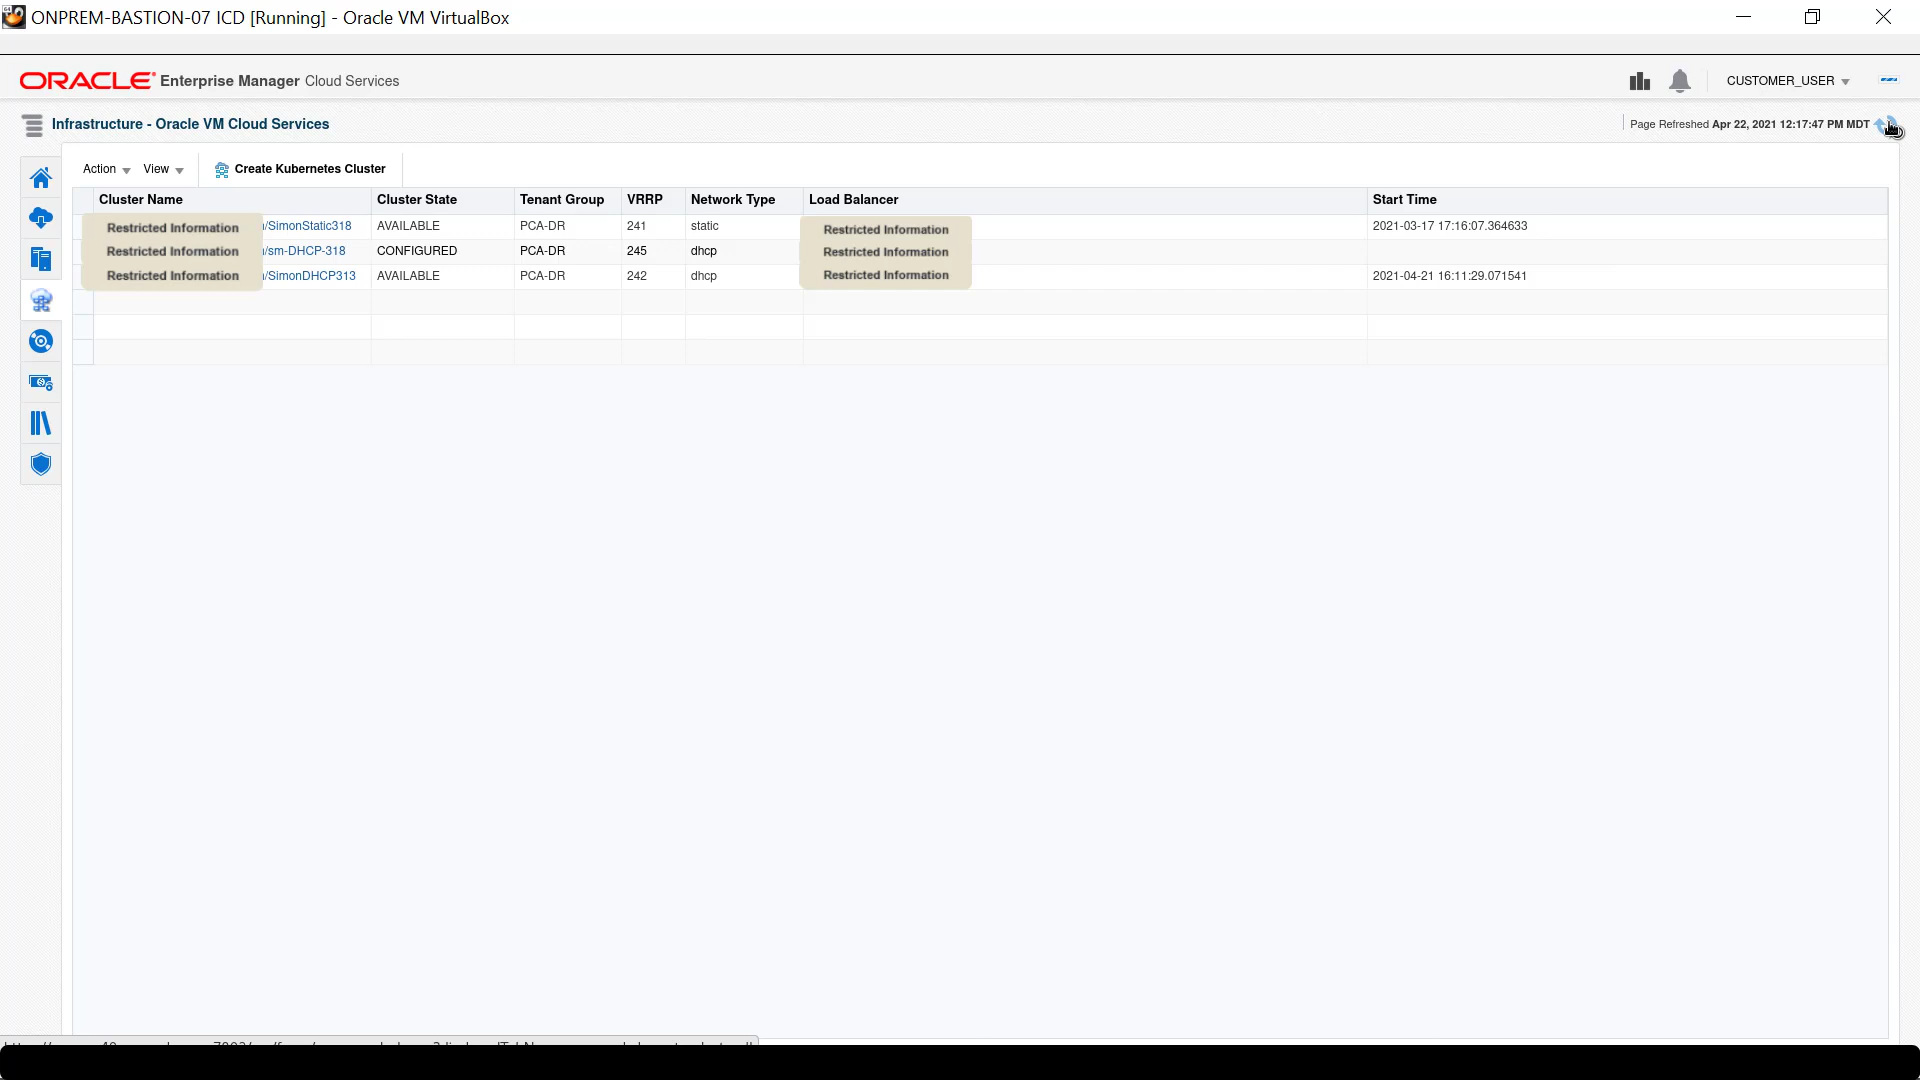 ONPREM-BASTION-07 ICD [Running] - Oracle VM VirtualBox
ORACLE Enterprise Manager Cloud Services
CUSTOMER_USER
Infrastructure - Oracle VM Cloud Services
Page Refreshed Apr 22, 2021 12:17:47 PM MDT
Action View Create Kubernetes Cluster
Cluster Name Cluster State Tenant Group VRRP Network Type Load Balancer Start Time
Restricted Information /SimonStatic318 AVAILABLE PCA-DR 241 static Restricted Information 2021-03-17 17:16:07.364633
Restricted Information /sm-DHCP-318 CONFIGURED PCA-DR 245 dhcp Restricted Information
Restricted Information /SimonDHCP313 AVAILABLE PCA-DR 242 dhcp Restricted Information 2021-04-21 16:11:29.071541